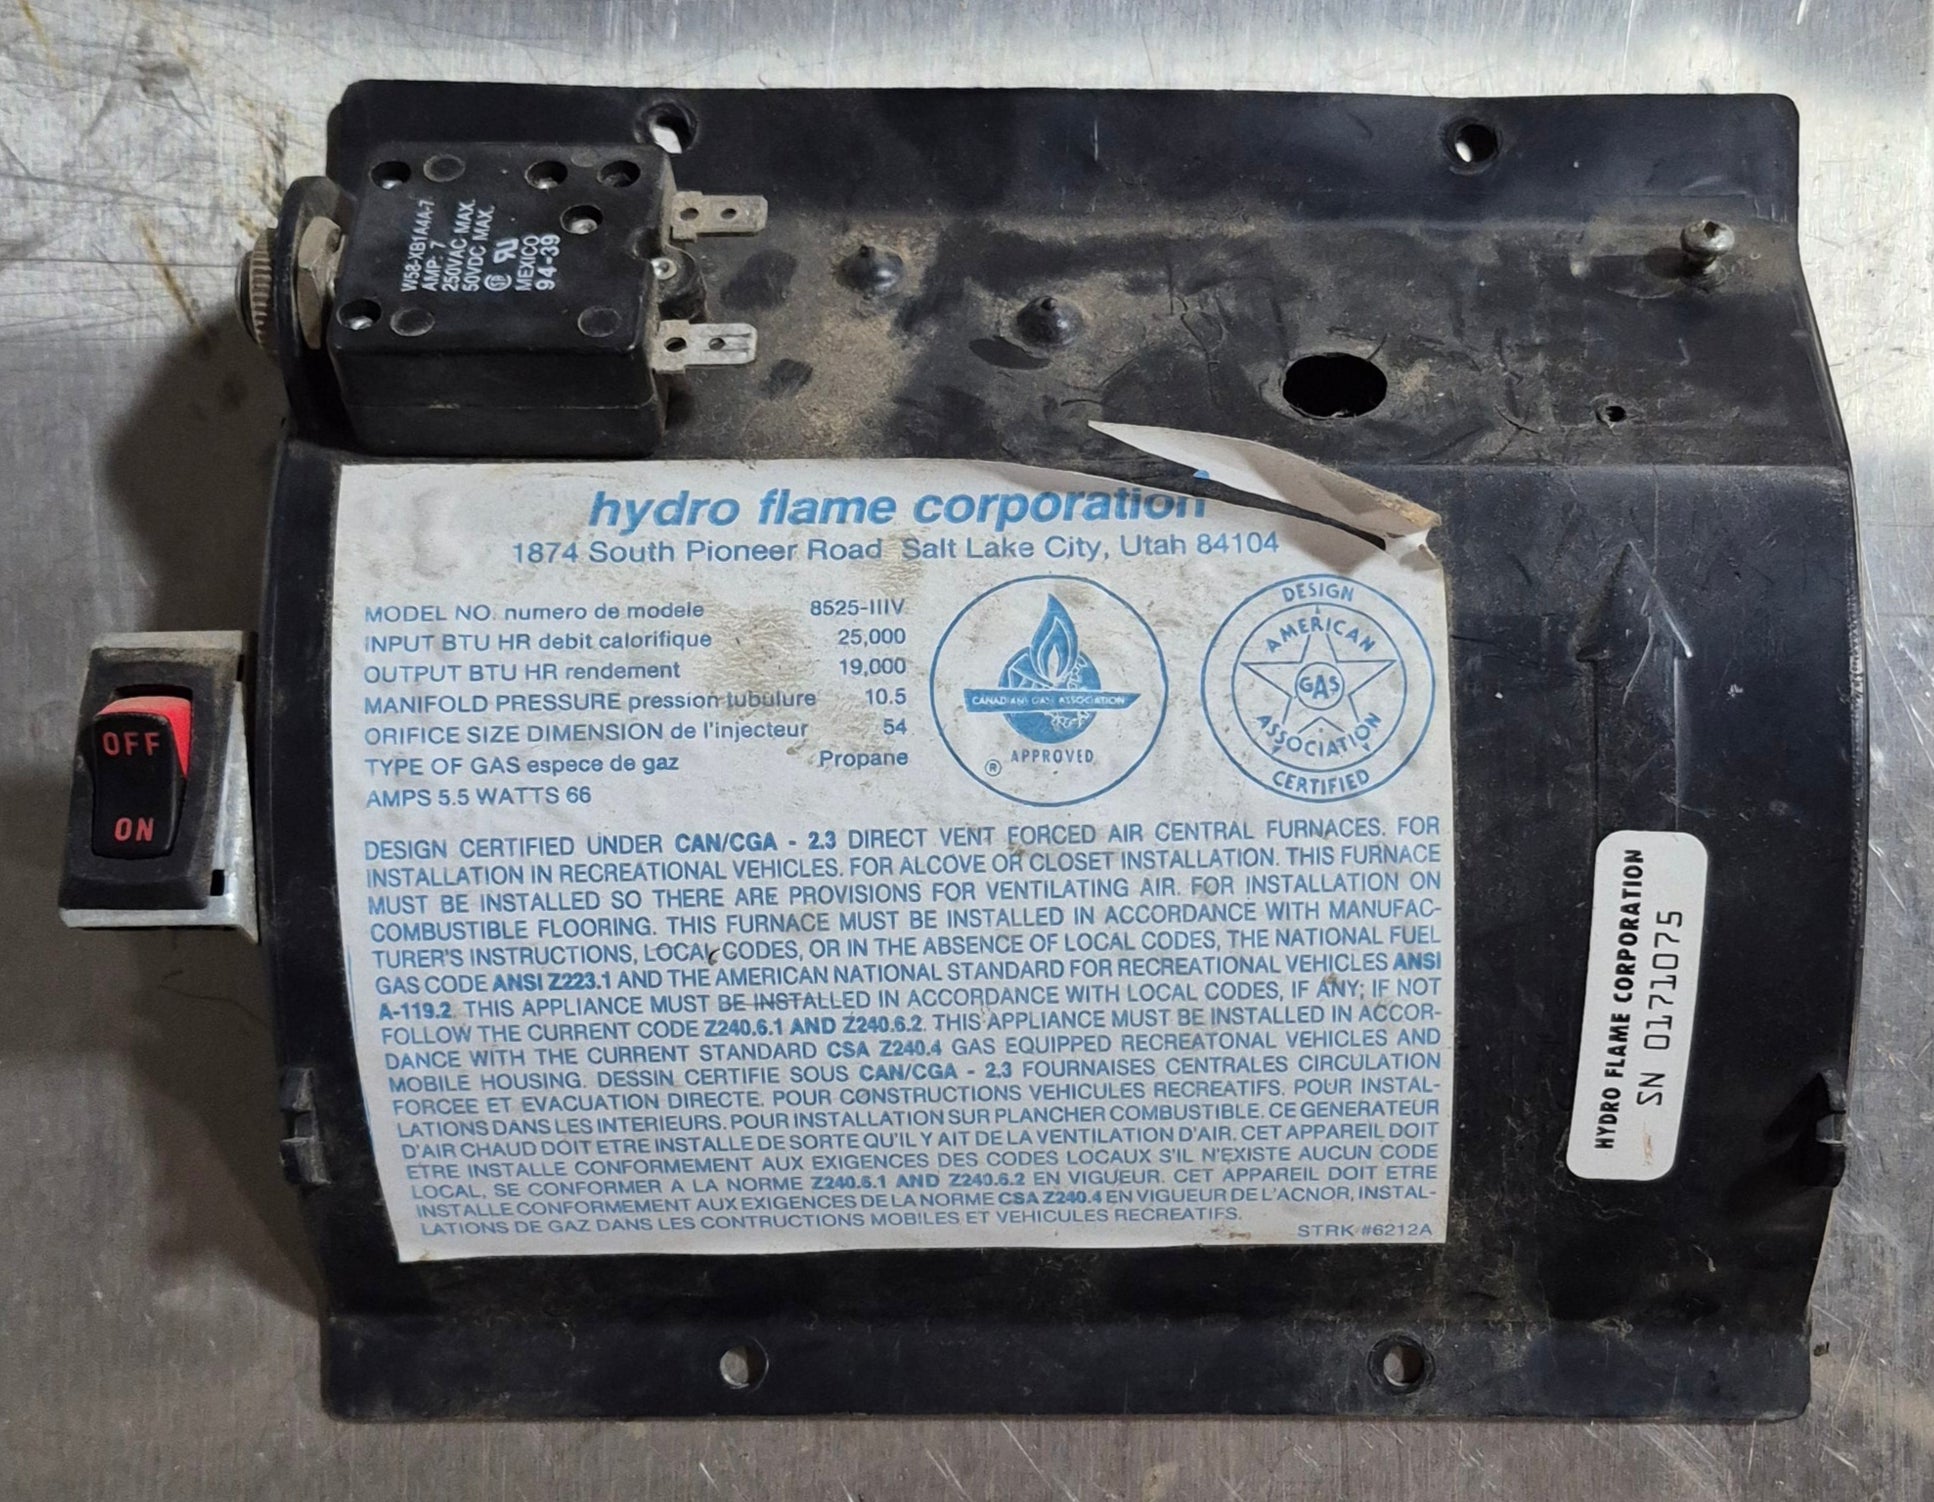 W58-XB1A4A-7
AMP: 7
250VAC MAX.
50VDC MAX.
MEXICO
94-39
OFF
ON
hydro flame corporation
1874 South Pioneer Road Salt Lake City, Utah 84104
MODEL NO. numero de modele 8525-IIIV
INPUT BTU HR debit calorifique 25,000
OUTPUT BTU HR rendement 19,000
MANIFOLD PRESSURE pression tubulure 10.5
ORIFICE SIZE DIMENSION de l'injecteur 54
TYPE OF GAS espece de gaz Propane
AMPS 5.5 WATTS 66
CANADIAN GAS ASSOCIATION
® APPROVED
DESIGN
AMERICAN
GAS
ASSOCIATION
CERTIFIED
DESIGN CERTIFIED UNDER CAN/CGA - 2.3 DIRECT VENT FORCED AIR CENTRAL FURNACES. FOR
INSTALLATION IN RECREATIONAL VEHICLES. FOR ALCOVE OR CLOSET INSTALLATION. THIS FURNACE
MUST BE INSTALLED SO THERE ARE PROVISIONS FOR VENTILATING AIR. FOR INSTALLATION ON
COMBUSTIBLE FLOORING. THIS FURNACE MUST BE INSTALLED IN ACCORDANCE WITH MANUFAC-
TURER'S INSTRUCTIONS, LOCAL CODES, OR IN THE ABSENCE OF LOCAL CODES, THE NATIONAL FUEL
GAS CODE ANSI Z223.1 AND THE AMERICAN NATIONAL STANDARD FOR RECREATIONAL VEHICLES ANSI
A-119.2. THIS APPLIANCE MUST BE INSTALLED IN ACCORDANCE WITH LOCAL CODES, IF ANY; IF NOT
FOLLOW THE CURRENT CODE Z240.6.1 AND Z240.6.2. THIS APPLIANCE MUST BE INSTALLED IN ACCOR-
DANCE WITH THE CURRENT STANDARD CSA Z240.4 GAS EQUIPPED RECREATONAL VEHICLES AND
MOBILE HOUSING. DESSIN CERTIFIE SOUS CAN/CGA - 2.3 FOURNAISES CENTRALES CIRCULATION
FORCEE ET EVACUATION DIRECTE. POUR CONSTRUCTIONS VEHICULES RECREATIFS. POUR INSTAL-
LATIONS DANS LES INTERIEURS. POUR INSTALLATION SUR PLANCHER COMBUSTIBLE. CE GENERATEUR
D'AIR CHAUD DOIT ETRE INSTALLE DE SORTE QU'IL Y AIT DE LA VENTILATION D'AIR. CET APPAREIL DOIT
ETRE INSTALLE CONFORMEMENT AUX EXIGENCES DES CODES LOCAUX S'IL N'EXISTE AUCUN CODE
LOCAL, SE CONFORMER A LA NORME Z240.6.1 AND Z240.6.2 EN VIGUEUR. CET APPAREIL DOIT ETRE
INSTALLE CONFORMEMENT AUX EXIGENCES DE LA NORME CSA Z240.4 EN VIGUEUR DE L'ACNOR, INSTAL-
LATIONS DE GAZ DANS LES CONTRUCTIONS MOBILES ET VEHICULES RECREATIFS.
STRK #6212A
HYDRO FLAME CORPORATION
SN 0171075